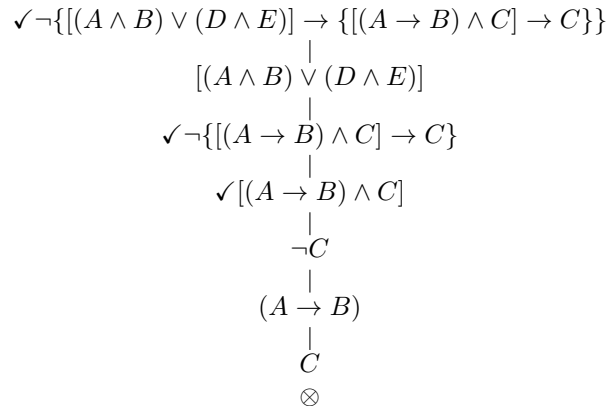 ✓¬{[(A ∧ B) ∨ (D ∧ E)] → {[(A → B) ∧ C] → C}}
[(A ∧ B) ∨ (D ∧ E)]
✓¬{[(A → B) ∧ C] → C}
✓[(A → B) ∧ C]
¬C
(A → B)
C
⊗